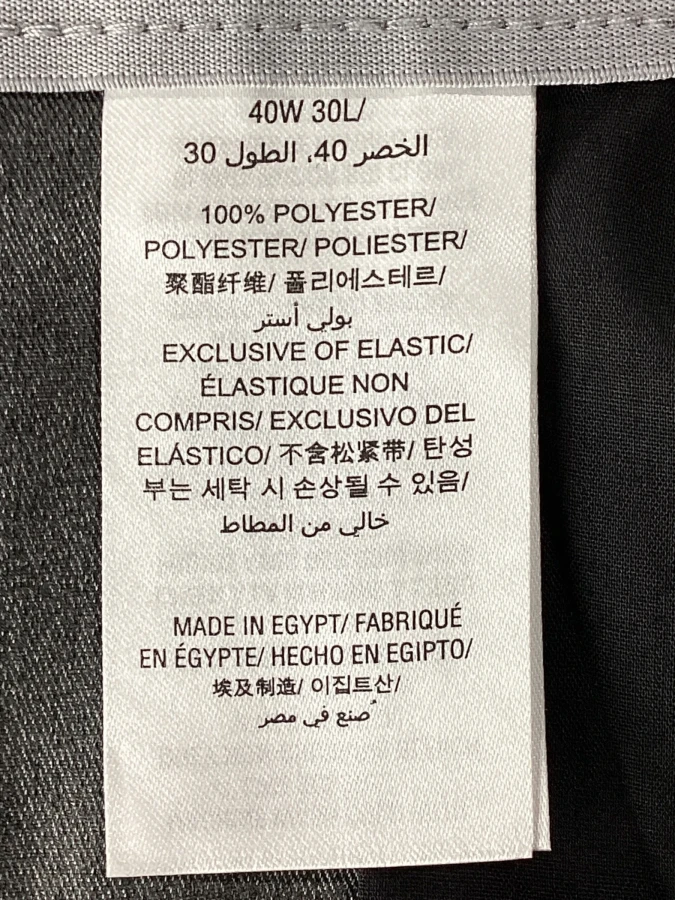 40W 30L/
الخصر 40، الطول 30
100% POLYESTER/
POLYESTER/ POLIESTER/
聚酯纤维/ 폴리에스테르/
بولي أستر
EXCLUSIVE OF ELASTIC/
ÉLASTIQUE NON
COMPRIS/ EXCLUSIVO DEL
ELÁSTICO/ 不含松紧带/ 탄성
부는 세탁 시 손상될 수 있음/
خالي من المطاط
MADE IN EGYPT/ FABRIQUÉ
EN ÉGYPTE/ HECHO EN EGIPTO/
埃及制造/ 이집트산/
صنع في مصر